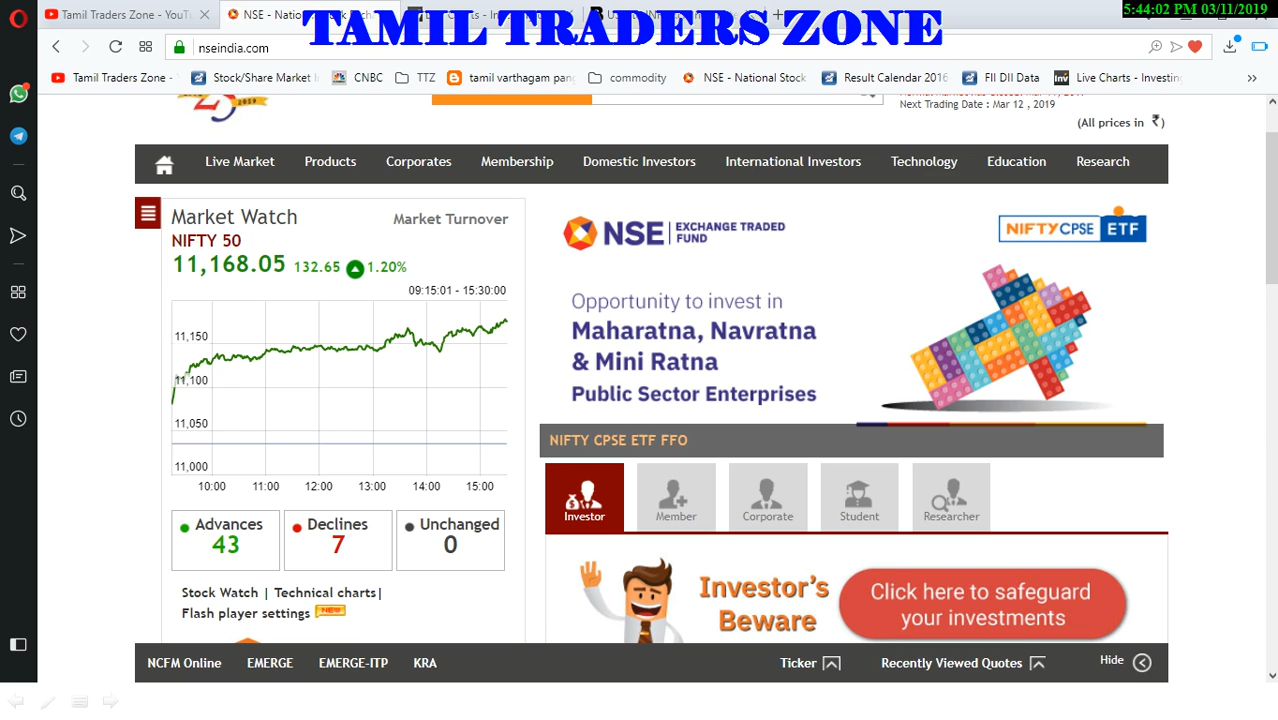 Tamil Traders Zone - YouT
NSE - Nation
TAMIL TRADERS ZONE
5:44:02 PM 03/11/2019
nseindia.com
Tamil Traders Zone -
Stock/Share Market
CNBC
TTZ
tamil varthagam pang
commodity
NSE - National Stock
Result Calendar 2016
FII DII Data
Inv
Live Charts - Investing
2019
Next Trading Date : Mar 12 , 2019
(All prices in ₹)
Live Market
Products
Corporates
Membership
Domestic Investors
International Investors
Technology
Education
Research
Market Watch
Market Turnover
NIFTY 50
11,168.05 132.65 1.20%
09:15:01 - 15:30:00
11,150
11,100
11,050
11,000
10:00 11:00 12:00 13:00 14:00 15:00
Advances
43
Declines
7
Unchanged
0
Stock Watch | Technical charts|
Flash player settings NEW
NSE EXCHANGE TRADED
FUND
NIFTYCPSE ETF
Opportunity to invest in
Maharatna, Navratna
& Mini Ratna
Public Sector Enterprises
NIFTY CPSE ETF FFO
Investor
Member
Corporate
Student
Researcher
Investor's
Beware
Click here to safeguard
your investments
NCFM Online
EMERGE
EMERGE-ITP
KRA
Ticker
Recently Viewed Quotes
Hide